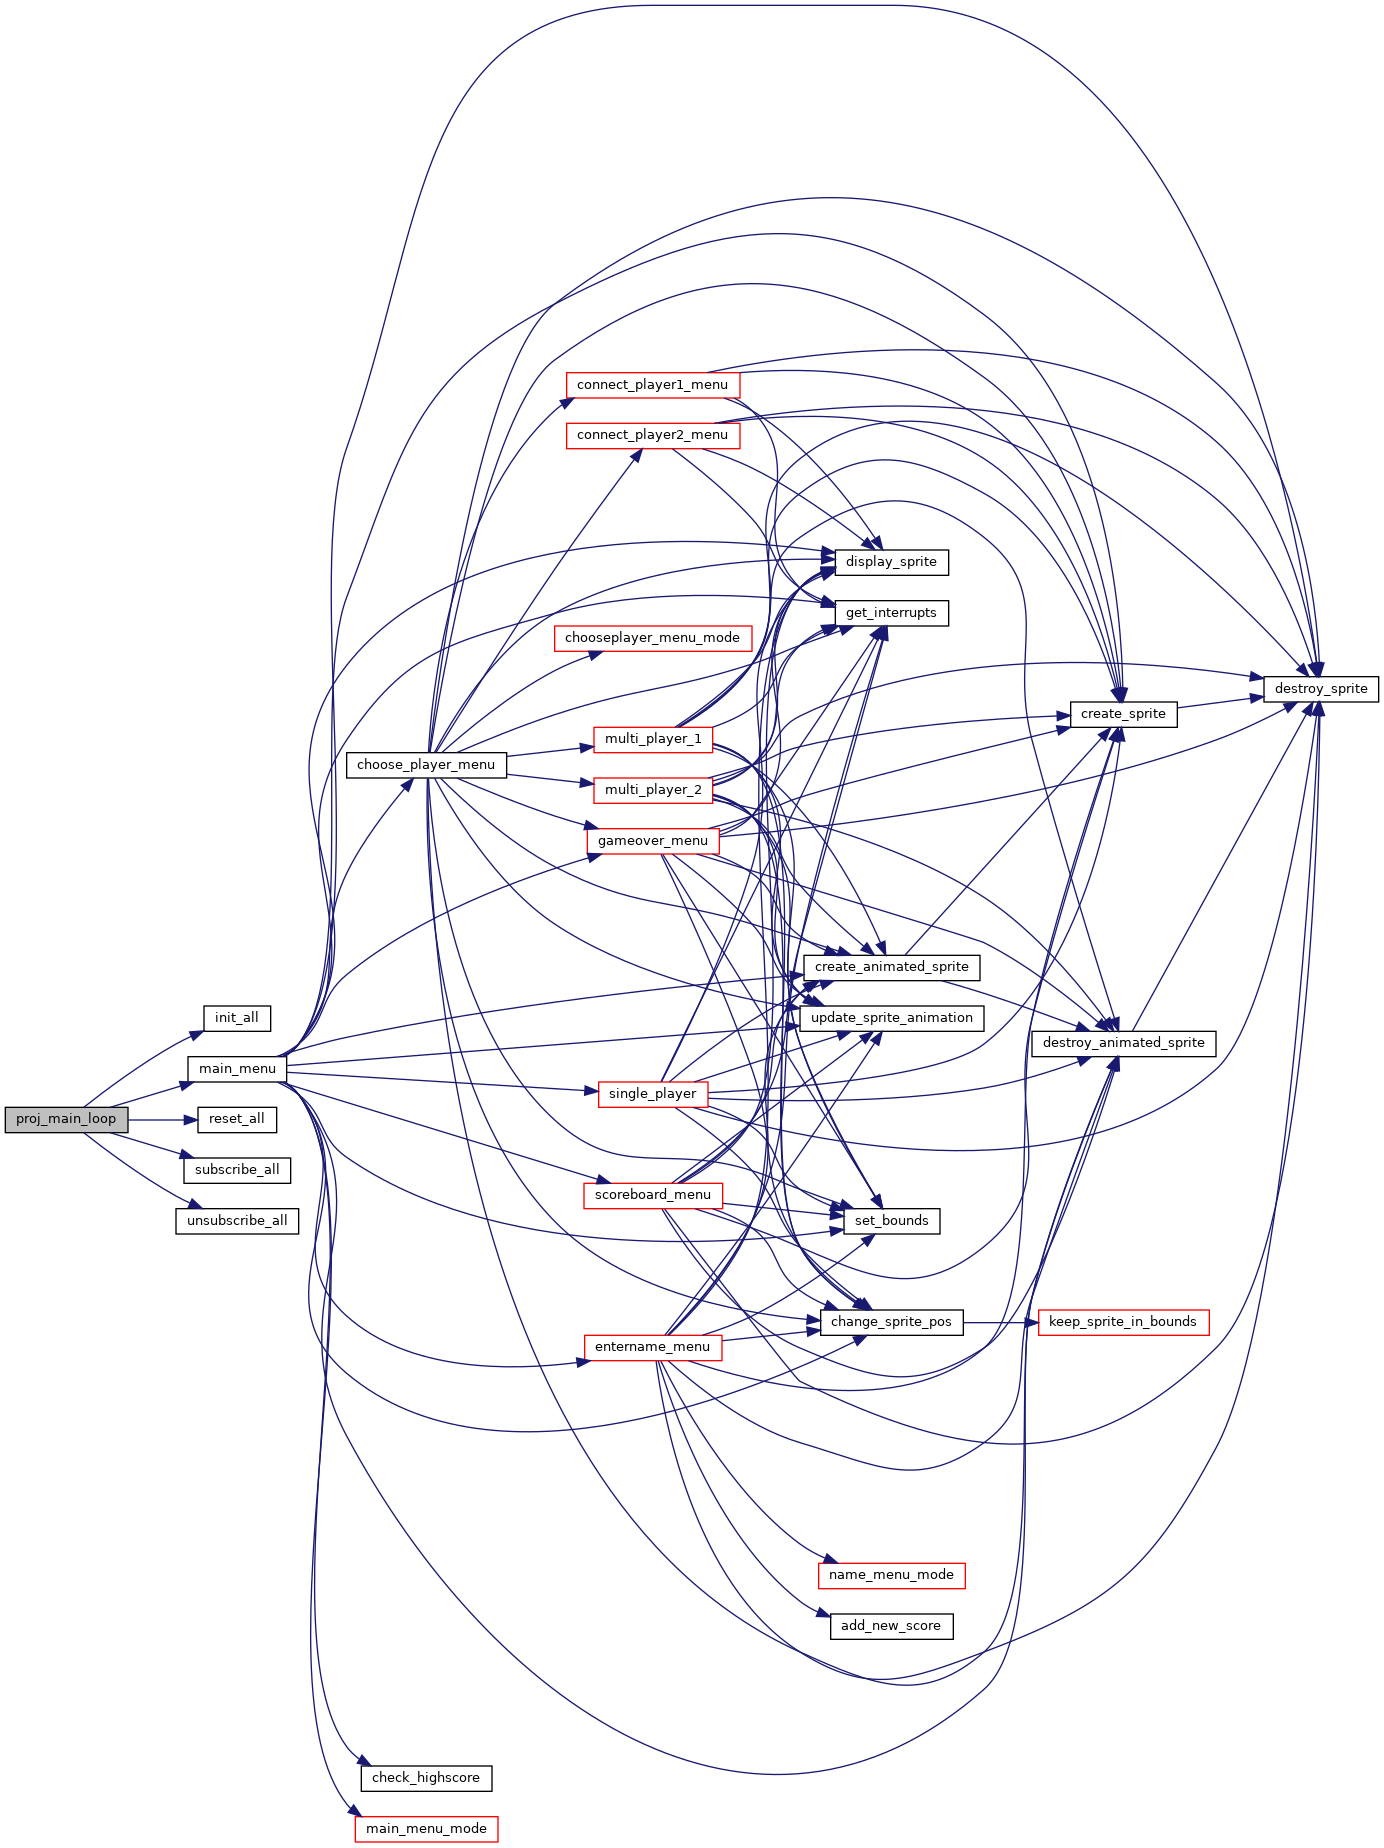 connect_player1_menu
connect_player2_menu
display_sprite
get_interrupts
chooseplayer_menu_mode
destroy_sprite
create_sprite
multi_player_1
choose_player_menu
multi_player_2
gameover_menu
create_animated_sprite
init_all
update_sprite_animation
destroy_animated_sprite
main_menu
single_player
proj_main_loop
reset_all
subscribe_all
scoreboard_menu
unsubscribe_all
set_bounds
change_sprite_pos
keep_sprite_in_bounds
entername_menu
name_menu_mode
add_new_score
check_highscore
main_menu_mode